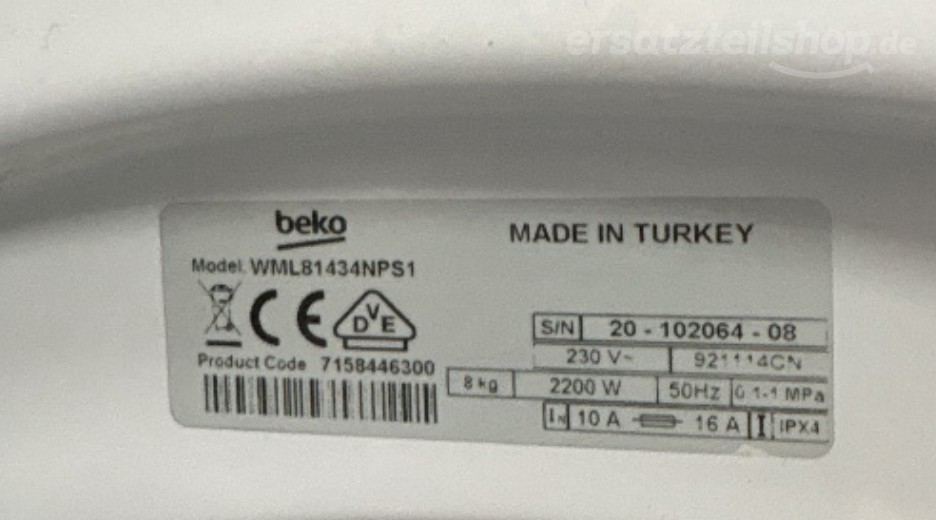 ersatzteilshop.de
beko
MADE IN TURKEY
Model WML81434NPS1
DVE
S/N 20 - 102064 - 08
230 V~
Product Code 7158446300
8 kg 2200 W 50Hz 0.1-1 MPa
IN 10 A 16 A I IPX4